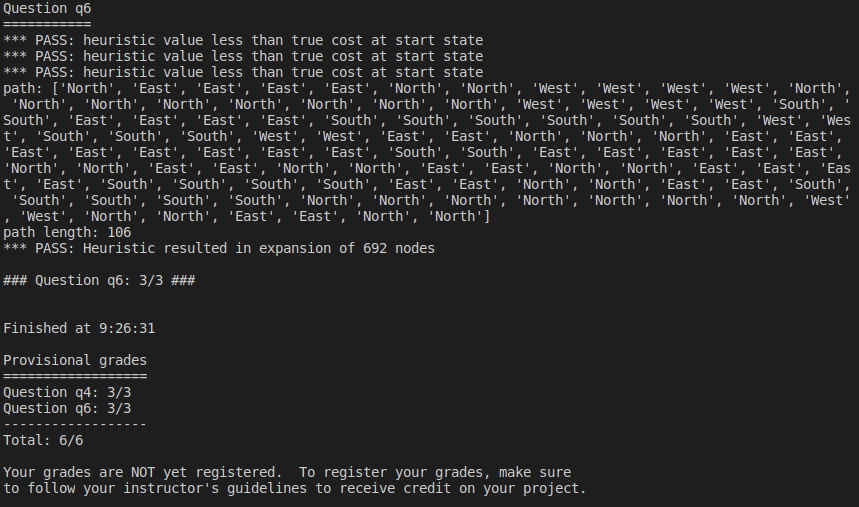 Question q6
===========
*** PASS: heuristic value less than true cost at start state
*** PASS: heuristic value less than true cost at start state
*** PASS: heuristic value less than true cost at start state
path: ['North', 'East', 'East', 'East', 'East', 'North', 'North', 'West', 'West', 'West', 'West', 'North',
 'North', 'North', 'North', 'North', 'North', 'North', 'North', 'West', 'West', 'West', 'West', 'South', '
South', 'East', 'East', 'East', 'East', 'South', 'South', 'South', 'South', 'South', 'South', 'West', 'Wes
t', 'South', 'South', 'South', 'West', 'West', 'East', 'East', 'North', 'North', 'North', 'East', 'East', 
'East', 'East', 'East', 'East', 'East', 'East', 'South', 'South', 'East', 'East', 'East', 'East', 'East', 
'North', 'North', 'East', 'East', 'North', 'North', 'East', 'East', 'North', 'North', 'East', 'East', 'Eas
t', 'East', 'South', 'South', 'South', 'South', 'East', 'East', 'North', 'North', 'East', 'East', 'South',
 'South', 'South', 'South', 'South', 'North', 'North', 'North', 'North', 'North', 'North', 'North', 'West'
, 'West', 'North', 'North', 'East', 'East', 'North', 'North']
path length: 106
*** PASS: Heuristic resulted in expansion of 692 nodes
### Question q6: 3/3 ###
Finished at 9:26:31
Provisional grades
==================
Question q4: 3/3
Question q6: 3/3
------------------
Total: 6/6
Your grades are NOT yet registered.  To register your grades, make sure
to follow your instructor's guidelines to receive credit on your project.